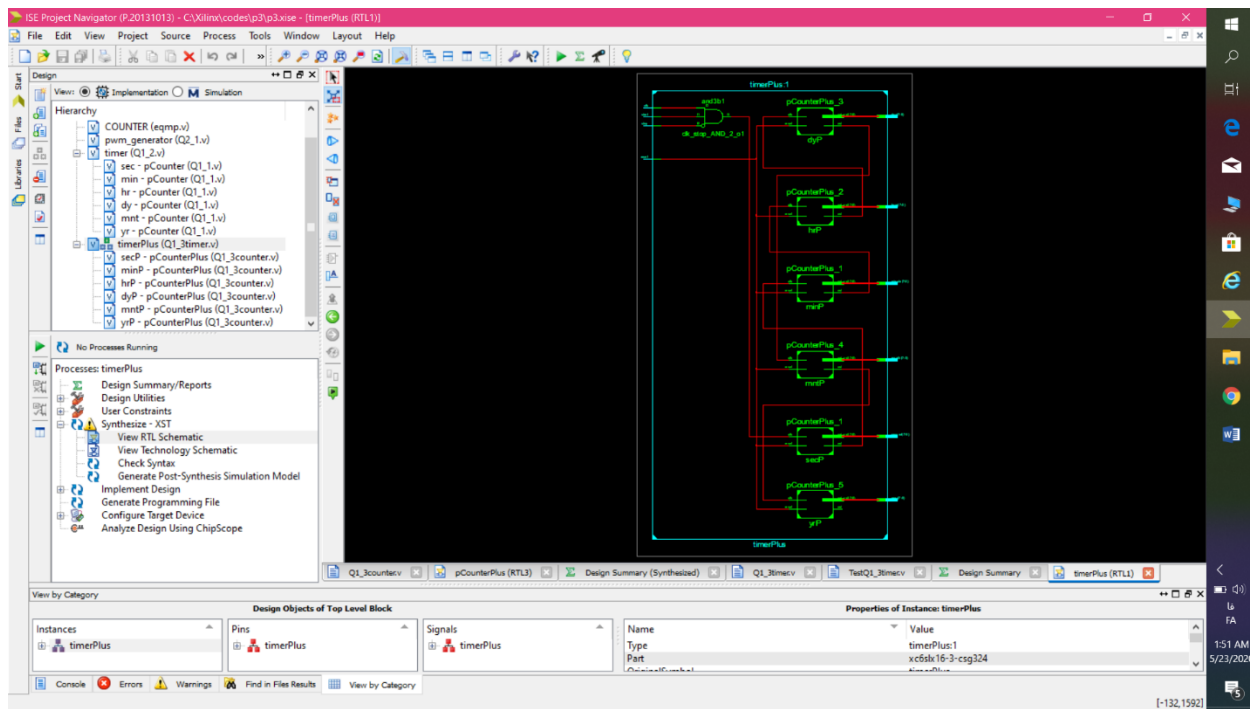 ISE Project Navigator (P.20131013) - C:\Xilinx\codes\p3\p3.xise - [timerPlus (RTL1)]
File Edit View Project Source Process Tools Window Layout Help
Start
Files
Libraries
Design
View: Implementation Simulation
Hierarchy
COUNTER (eqmp.v)
pwm_generator (Q2_1.v)
timer (Q1_2.v)
sec - pCounter (Q1_1.v)
min - pCounter (Q1_1.v)
hr - pCounter (Q1_1.v)
dy - pCounter (Q1_1.v)
mnt - pCounter (Q1_1.v)
yr - pCounter (Q1_1.v)
timerPlus (Q1_3timer.v)
secP - pCounterPlus (Q1_3counter.v)
minP - pCounterPlus (Q1_3counter.v)
hrP - pCounterPlus (Q1_3counter.v)
dyP - pCounterPlus (Q1_3counter.v)
mntP - pCounterPlus (Q1_3counter.v)
yrP - pCounterPlus (Q1_3counter.v)
No Processes Running
Processes: timerPlus
Design Summary/Reports
Design Utilities
User Constraints
Synthesize - XST
View RTL Schematic
View Technology Schematic
Check Syntax
Generate Post-Synthesis Simulation Model
Implement Design
Generate Programming File
Configure Target Device
Analyze Design Using ChipScope
timerPlus:1
and3b1
clk_stop_AND_2_o1
pCounterPlus_3
dyP
pCounterPlus_2
hrP
pCounterPlus_1
minP
pCounterPlus_4
mntP
pCounterPlus_1
secP
pCounterPlus_5
yrP
timerPlus
Q1_3counter.v pCounterPlus (RTL3) Design Summary (Synthesized) Q1_3timer.v TestQ1_3timer.v Design Summary timerPlus (RTL1)
View by Category
Design Objects of Top Level Block Properties of Instance: timerPlus
Instances Pins Signals Name Value
timerPlus timerPlus timerPlus Type timerPlus:1
Part xc6slx16-3-csg324
Console Errors Warnings Find in Files Results View by Category
[-132,1592]
فا
FA
1:51 AM
5/23/2020
5